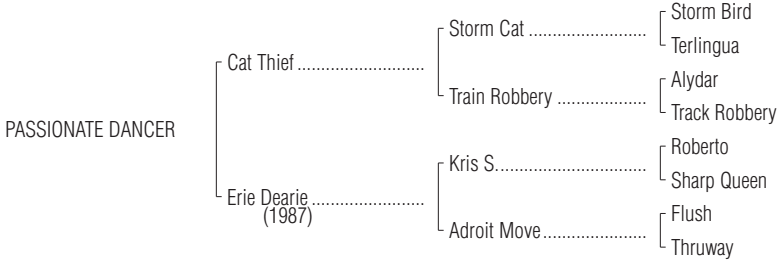 Storm Bird
Storm Cat ..........................
Terlingua
Cat Thief ...........................
Alydar
Train Robbery ...................
Track Robbery
PASSIONATE DANCER
Roberto
Kris S. ................................
Sharp Queen
Erie Dearie ........................
(1987)
Flush
Adroit Move ......................
Thruway